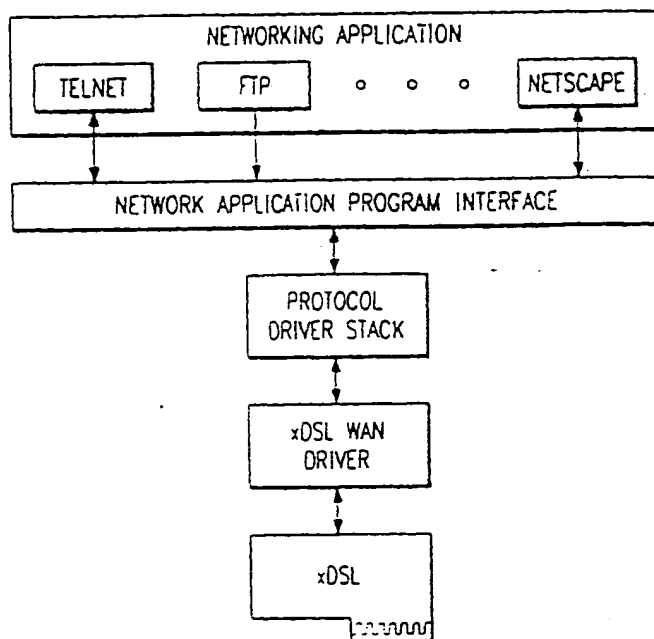 NETWORKING APPLICATION
TELNET
FTP
NETSCAPE
NETWORK APPLICATION PROGRAM INTERFACE
PROTOCOL
DRIVER STACK
xDSL WAN
DRIVER
xDSL